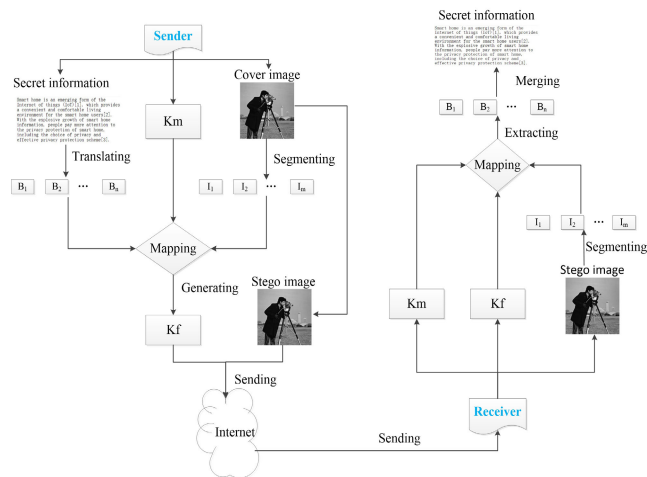 Sender
Secret information
Smart home is an emerging form of the
Internet of things (IoT)[1], which provides
a convenient and comfortable living
environment for the smart home users[2].
With the explosive growth of smart home
information, people pay more attention to
the privacy protection of smart home,
including the choice of privacy and
effective privacy protection scheme[3].
Translating
B1 B2 ... Bn
Km
Cover image
Segmenting
I1 I2 ... Im
Mapping
Generating
Kf
Stego image
Sending
Internet
Sending
Receiver
Km
Kf
Stego image
Segmenting
I1 I2 ... Im
Mapping
Extracting
B1 B2 ... Bn
Merging
Secret information
Smart home is an emerging form of the
Internet of things (IoT)[1], which provides
a convenient and comfortable living
environment for the smart home users[2].
With the explosive growth of smart home
information, people pay more attention to
the privacy protection of smart home,
including the choice of privacy and
effective privacy protection scheme[3].